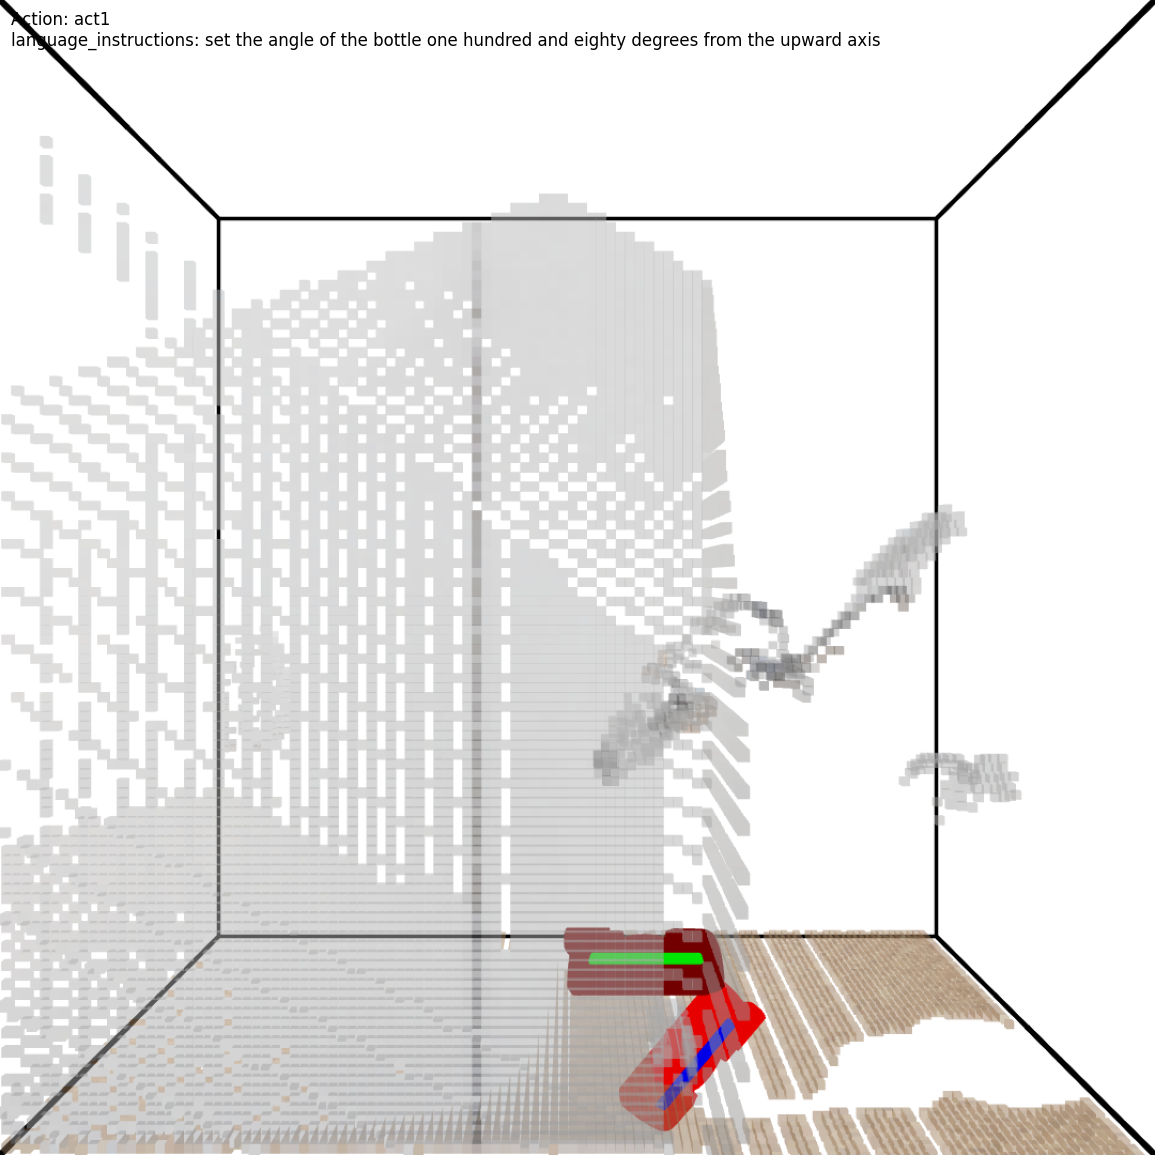 Action: act1
language_instructions: set the angle of the bottle one hundred and eighty degrees from the upward axis